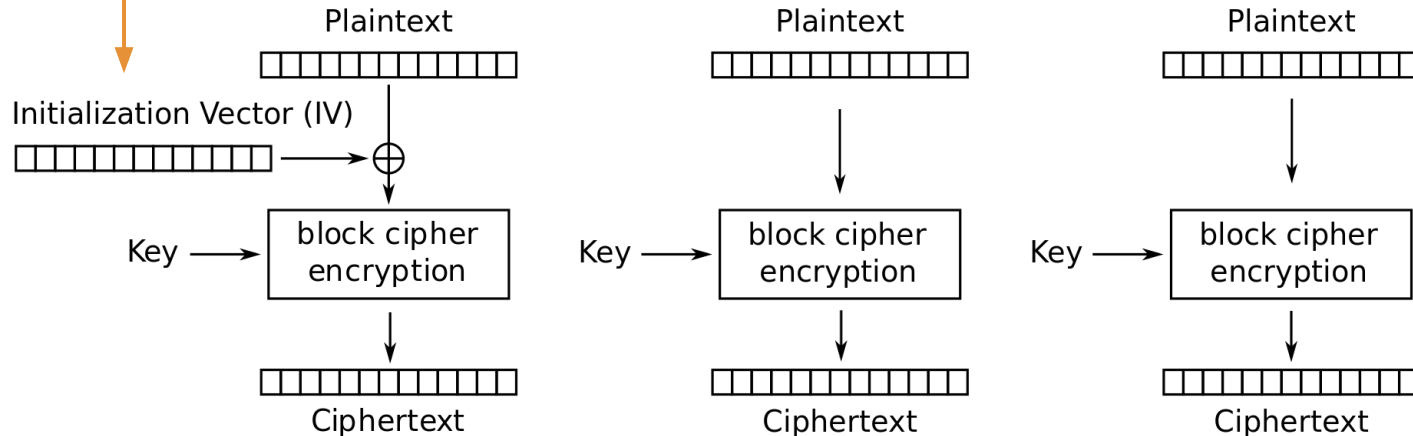 Plaintext
Plaintext
Plaintext
Initialization Vector (IV)
Key
block cipher
encryption
Key
block cipher
encryption
Key
block cipher
encryption
Ciphertext
Ciphertext
Ciphertext